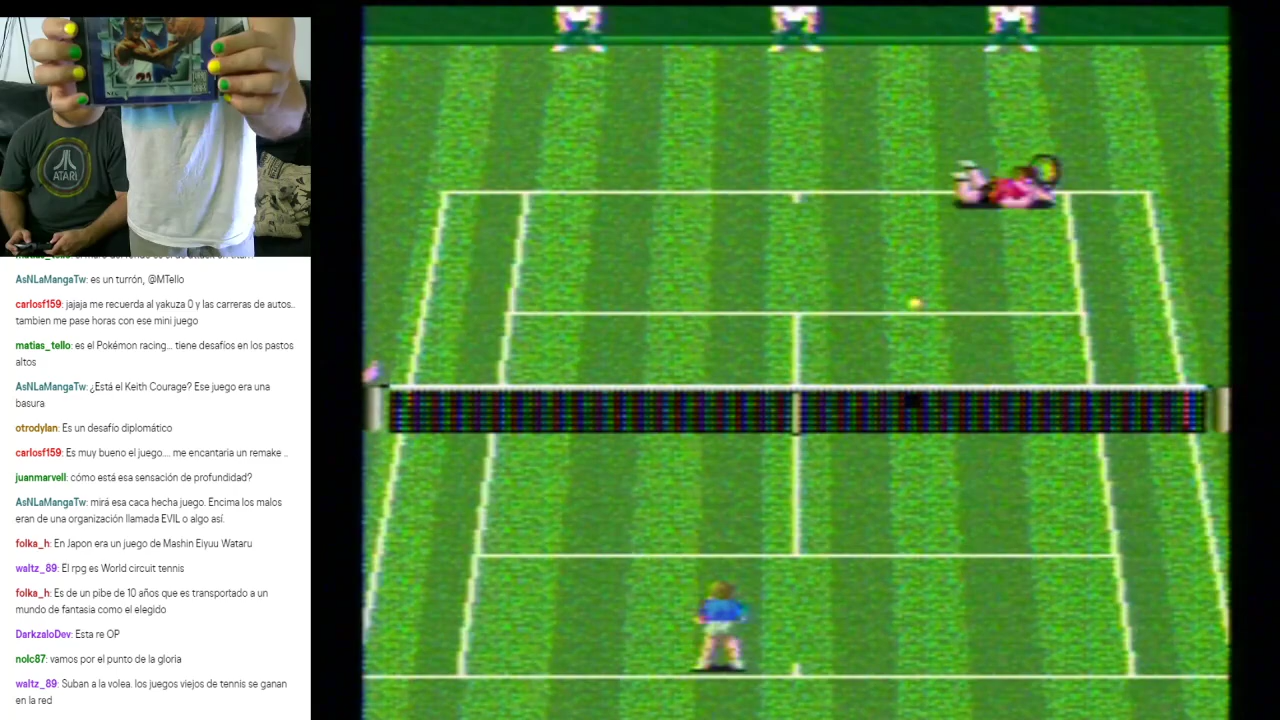 ATARI
AsNLaMangaTw: es un turrón, @MTello
carlosf159: jajaja me recuerda al yakuza 0 y las carreras de autos..
tambien me pase horas con ese mini juego
matias_tello: es el Pokémon racing... tiene desafíos en los pastos
altos
AsNLaMangaTw: ¿Está el Keith Courage? Ese juego era una
basura
otrodylan: Es un desafio diplomático
carlosf159: Es muy bueno el juego.... me encantaria un remake ..
juanmarvell: cómo está esa sensación de profundidad?
AsNLaMangaTw: mirá esa caca hecha juego. Encima los malos
eran de una organización llamada EVIL o algo así.
folka_h: En Japon era un juego de Mashin Eiyuu Wataru
waltz_89: El rpg es World circuit tennis
folka_h: Es de un pibe de 10 años que es transportado a un
mundo de fantasia como el elegido
DarkzaloDev: Esta re OP
nolc87: vamos por el punto de la gloria
waltz_89: Suban a la volea. los juegos viejos de tennis se ganan
en la red